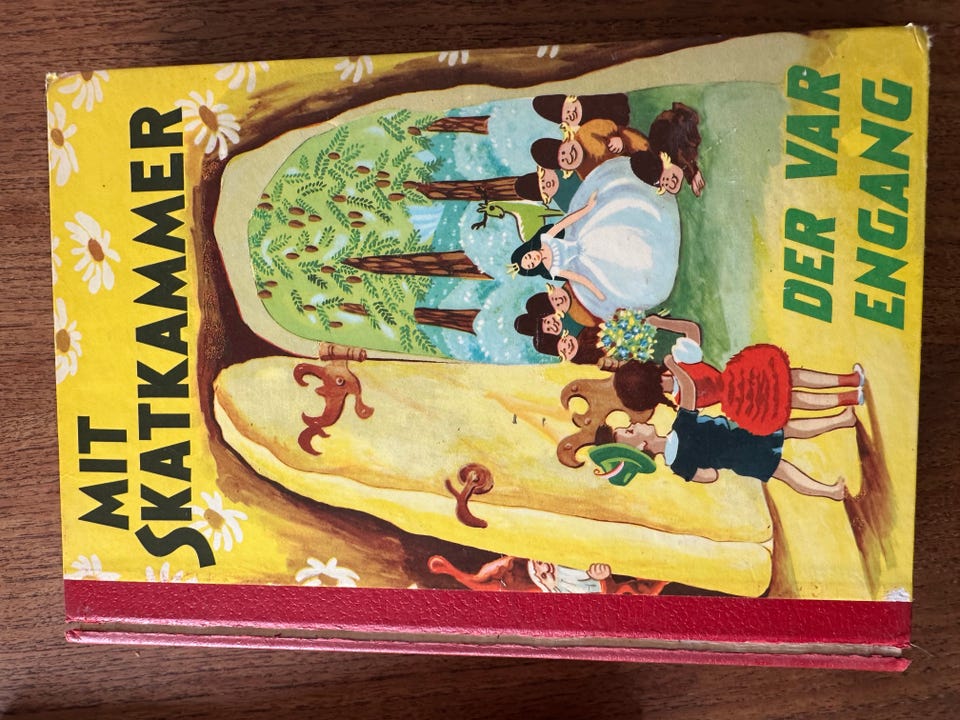 MIT
SKATKAMMER
DER VAR
ENGANG